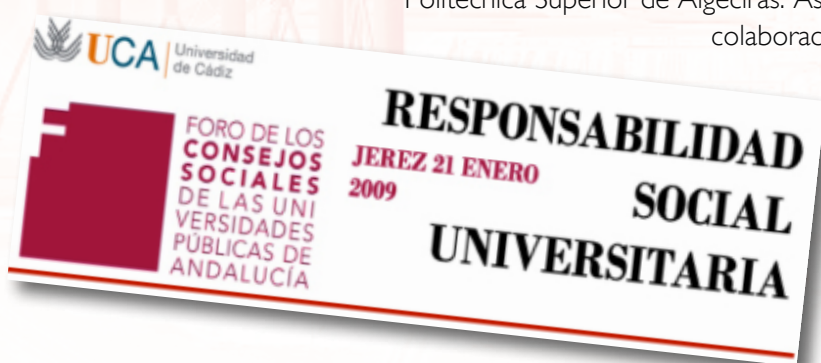 Politécnica Superior de Algeciras. As
colaborac
UCA Universidad
de Cádiz
FORO DE LOS
CONSEJOS
SOCIALES
DE LAS UNI
VERSIDADES
PÚBLICAS DE
ANDALUCÍA
JEREZ 21 ENERO
2009
RESPONSABILIDAD
SOCIAL
UNIVERSITARIA